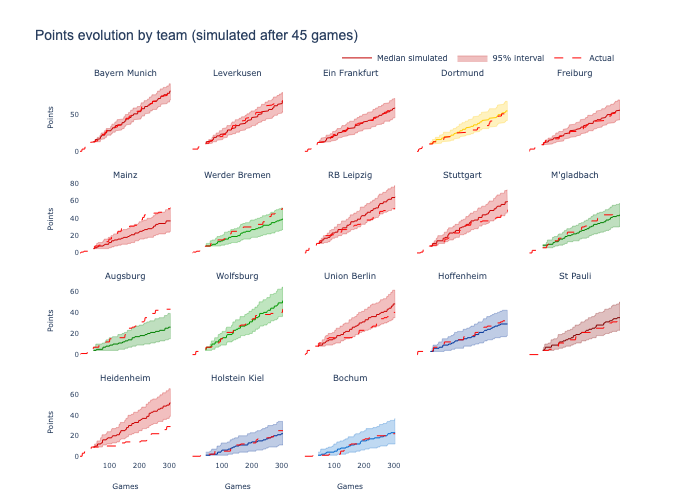 Points evolution by team (simulated after 45 games)
Median simulated 95% interval Actual
Bayern Munich Leverkusen Ein Frankfurt Dortmund Freiburg
Points
50
0
Mainz Werder Bremen RB Leipzig Stuttgart M'gladbach
Points
80
60
40
20
0
Augsburg Wolfsburg Union Berlin Hoffenheim St Pauli
Points
60
40
20
0
Heidenheim Holstein Kiel Bochum
Points
60
40
20
0
100 200 300 100 200 300 100 200 300
Games Games